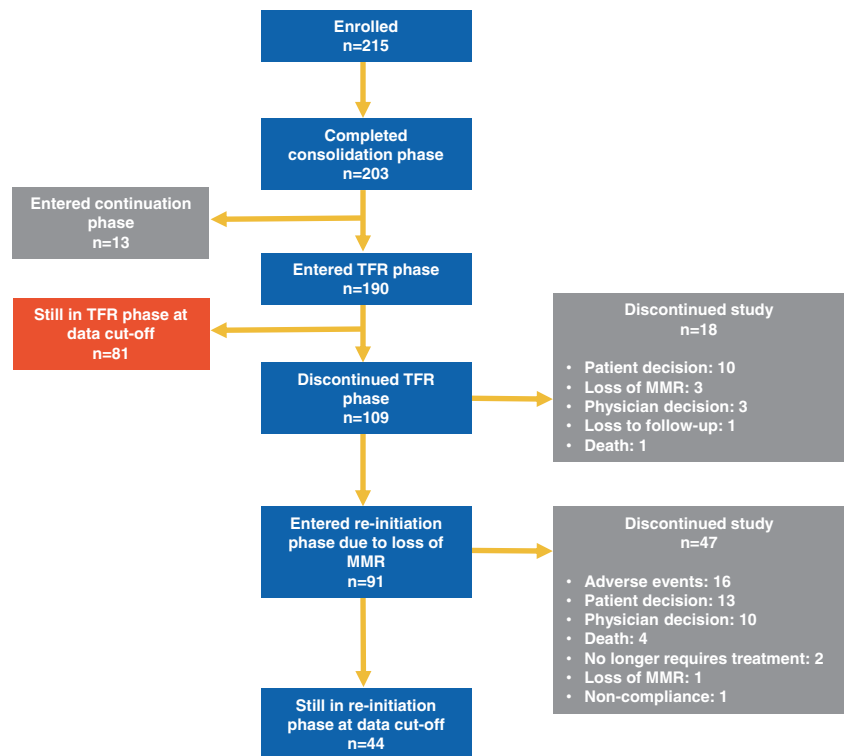 Enrolled
n=215
Completed
consolidation phase
n=203
Entered continuation
phase
n=13
Entered TFR phase
n=190
Still in TFR phase at
data cut-off
n=81
Discontinued TFR
phase
n=109
Discontinued study
n=18
• Patient decision: 10
• Loss of MMR: 3
• Physician decision: 3
• Loss to follow-up: 1
• Death: 1
Entered re-initiation
phase due to loss of
MMR
n=91
Discontinued study
n=47
• Adverse events: 16
• Patient decision: 13
• Physician decision: 10
• Death: 4
• No longer requires treatment: 2
• Loss of MMR: 1
• Non-compliance: 1
Still in re-initiation
phase at data cut-off
n=44